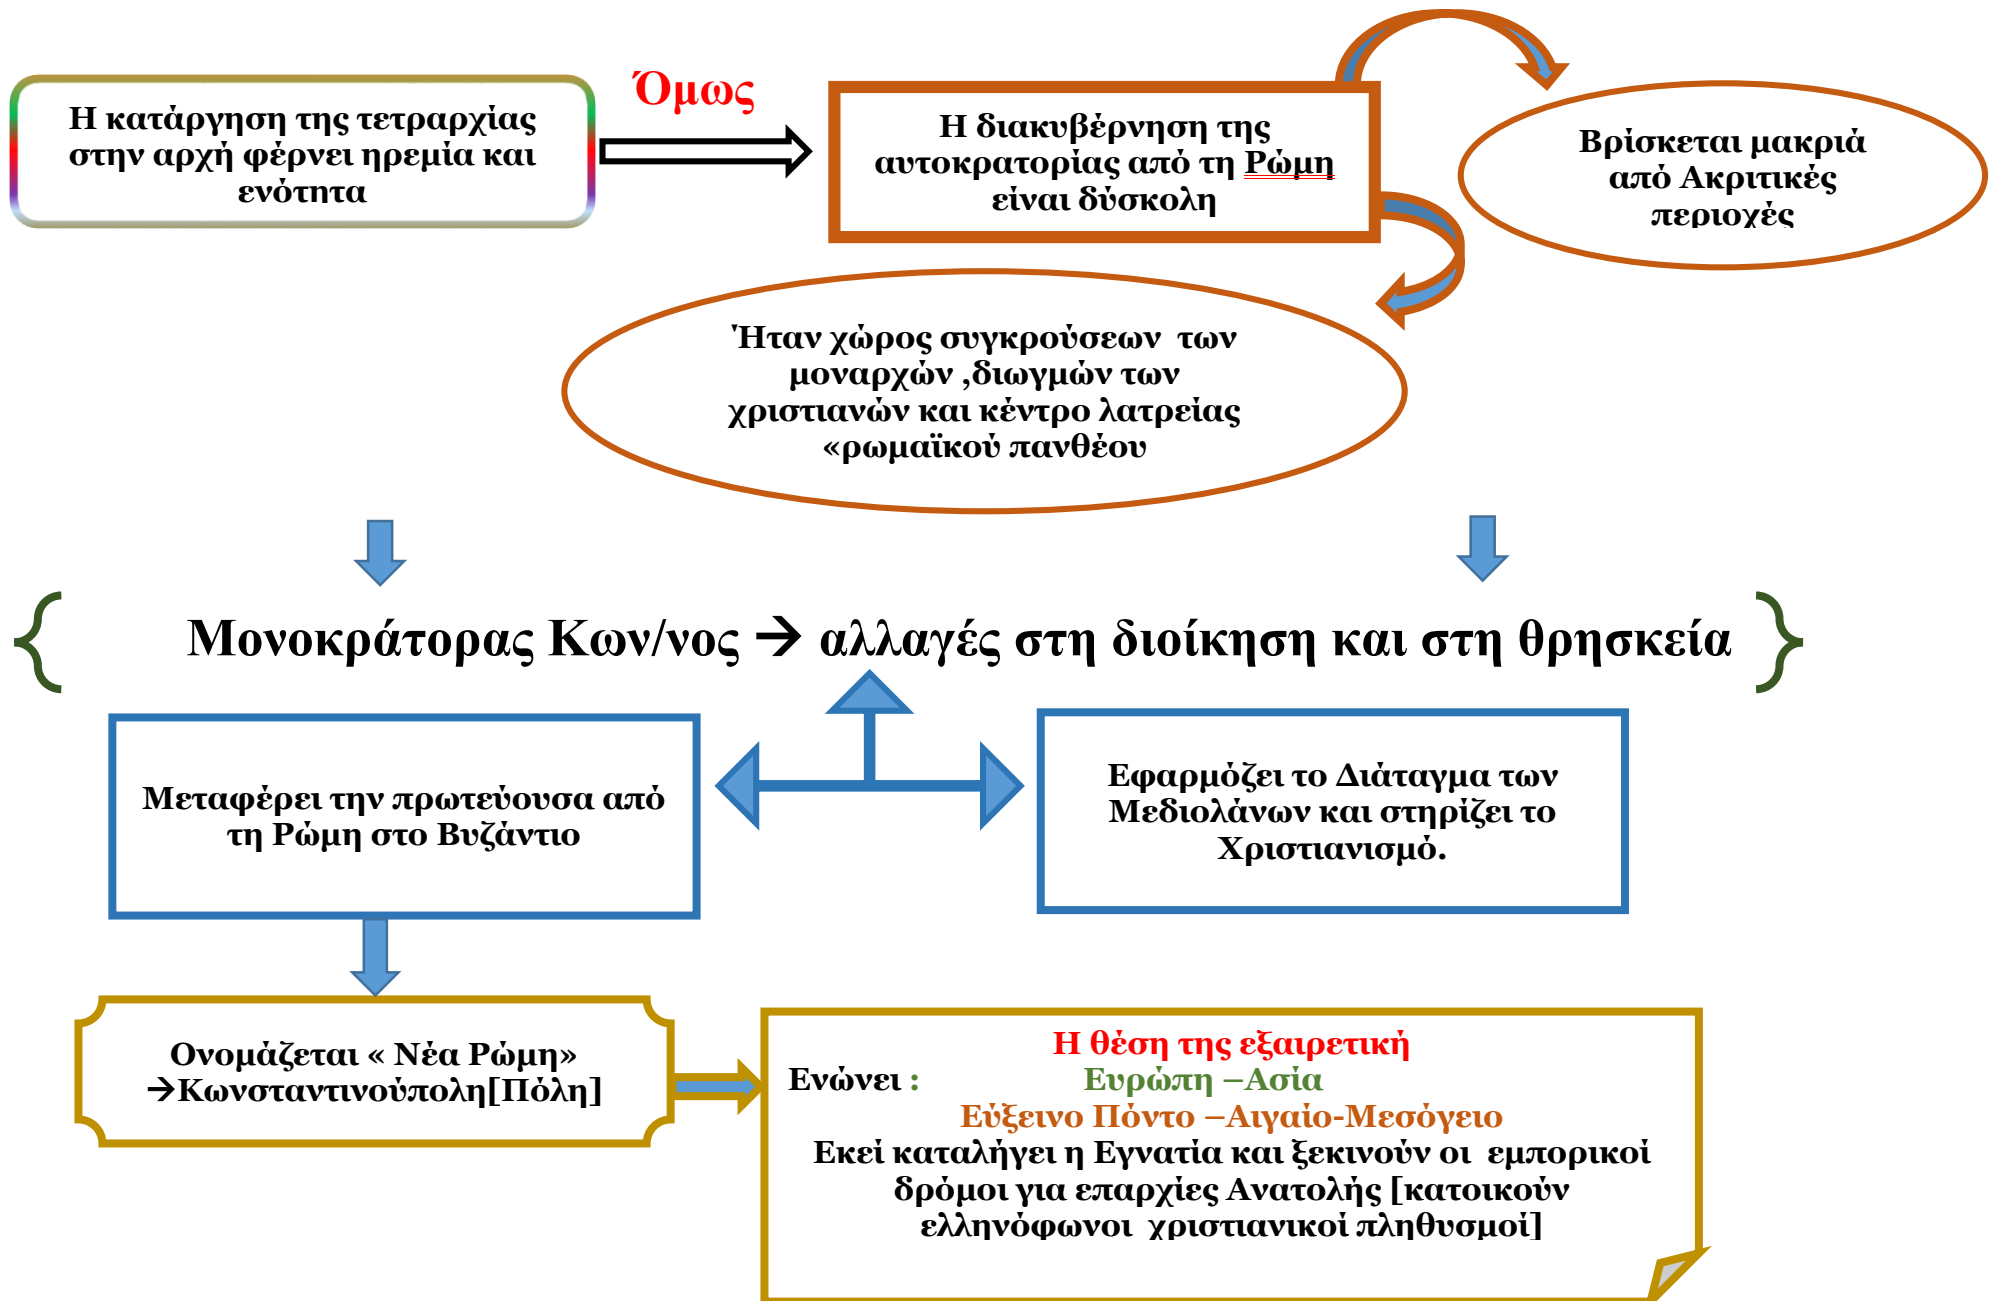 Η κατάργηση της τετραρχίας
στην αρχή φέρνει ηρεμία και
ενότητα
Όμως
Η διακυβέρνηση της
αυτοκρατορίας από τη Ρώμη
είναι δύσκολη
Βρίσκεται μακριά
από Ακριτικές
περιοχές
Ήταν χώρος συγκρούσεων  των
μοναρχών ,διωγμών των
χριστιανών και κέντρο λατρείας
«ρωμαϊκού πανθέου
Μονοκράτορας Κων/νος → αλλαγές στη διοίκηση και στη θρησκεία
Μεταφέρει την πρωτεύουσα από
τη Ρώμη στο Βυζάντιο
Εφαρμόζει το Διάταγμα των
Μεδιολάνων και στηρίζει το
Χριστιανισμό.
Ονομάζεται « Νέα Ρώμη»
→Κωνσταντινούπολη[Πόλη]
Η θέση της εξαιρετική
Ενώνει : Ευρώπη –Ασία
Εύξεινο Πόντο –Αιγαίο-Μεσόγειο
Εκεί καταλήγει η Εγνατία και ξεκινούν οι  εμπορικοί
δρόμοι για επαρχίες Ανατολής [κατοικούν
ελληνόφωνοι  χριστιανικοί πληθυσμοί]